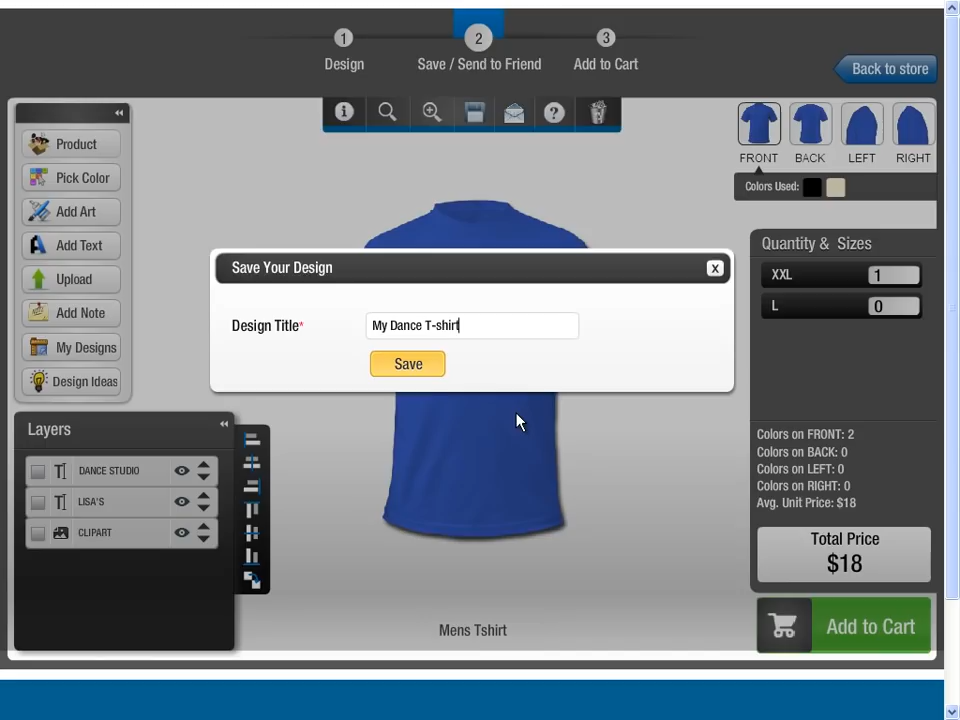 1
2
3
Design
Save / Send to Friend
Add to Cart
Back to store
Product
Pick Color
Add Art
Add Text
Upload
Add Note
My Designs
Design Ideas
FRONT
BACK
LEFT
RIGHT
Colors Used:
Quantity & Sizes
XXL
1
L
0
Save Your Design
X
Design Title*
My Dance T-shirt
Save
Layers
DANCE STUDIO
LISA'S
CLIPART
Colors on FRONT: 2
Colors on BACK: 0
Colors on LEFT: 0
Colors on RIGHT: 0
Avg. Unit Price: $18
Total Price
$18
Add to Cart
Mens Tshirt